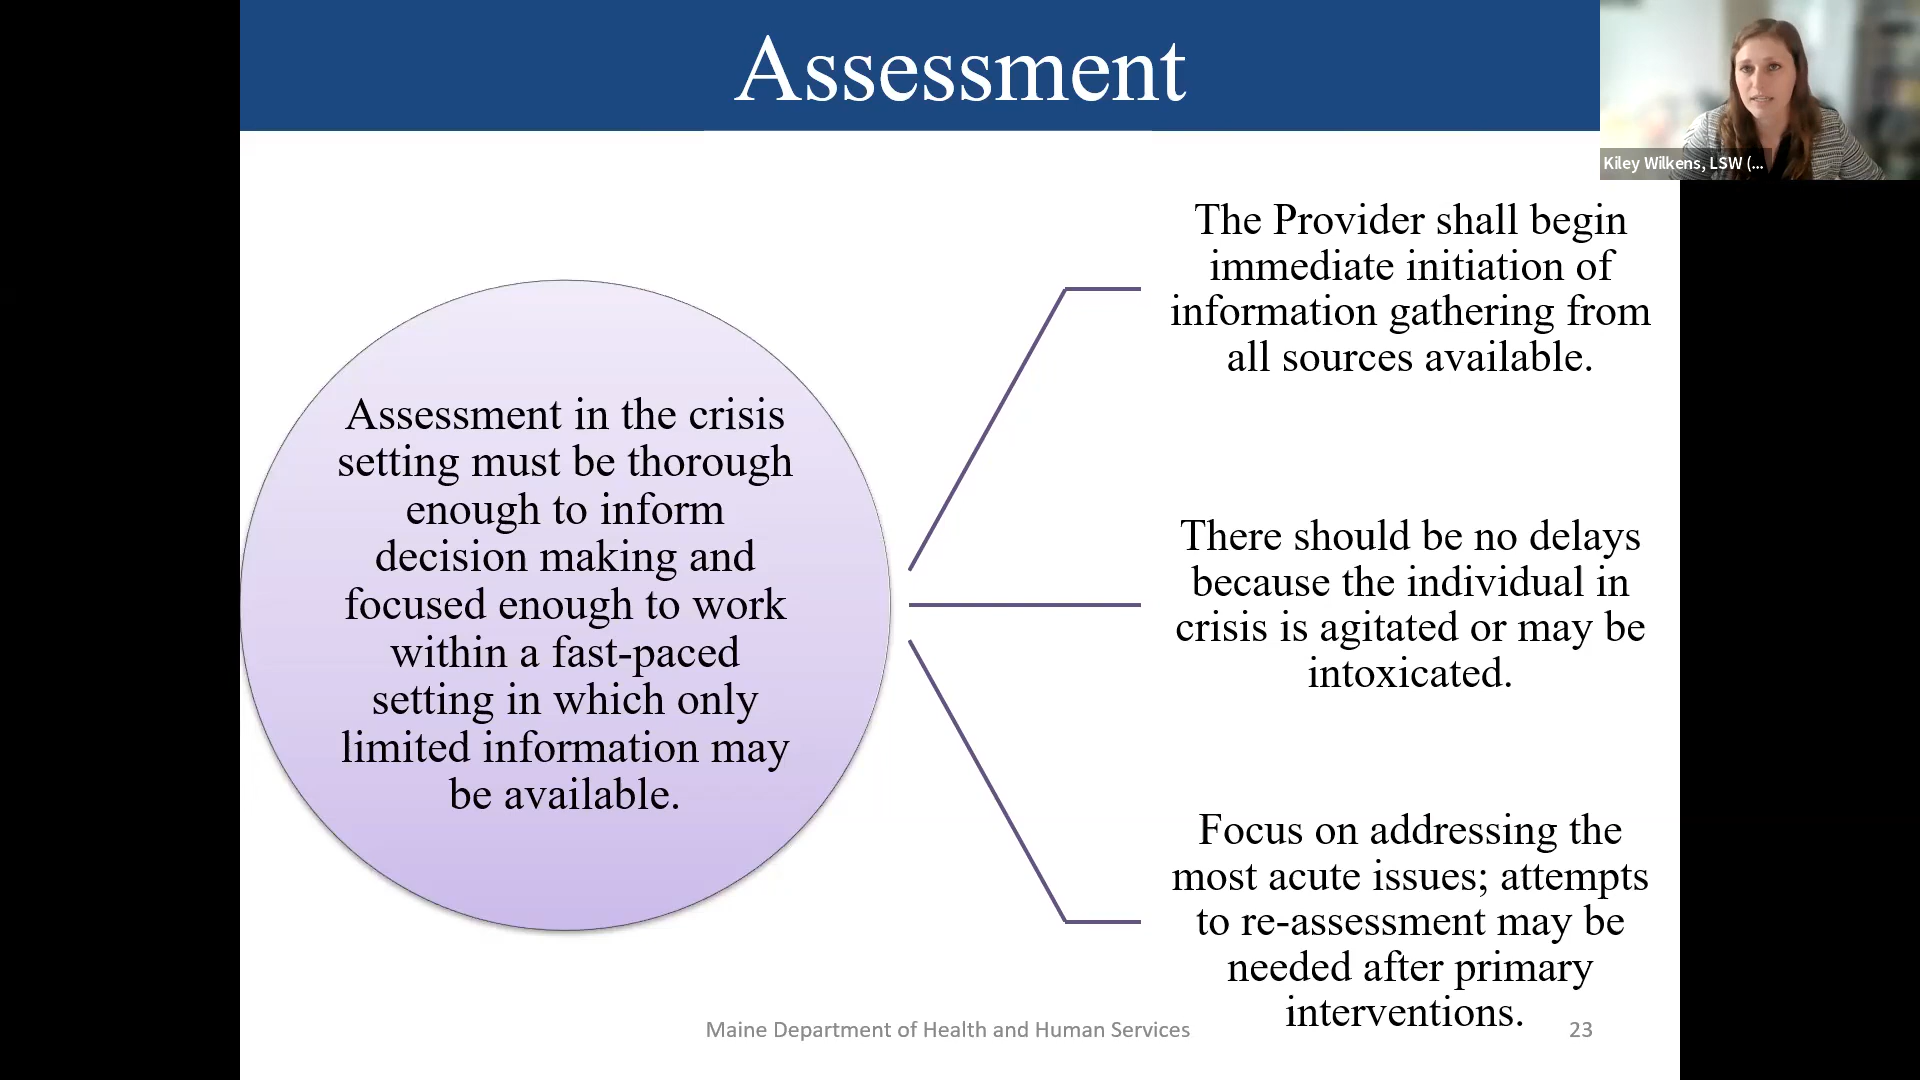 Assessment
Kiley Wilkens, LSW (...
Assessment in the crisis
setting must be thorough
enough to inform
decision making and
focused enough to work
within a fast-paced
setting in which only
limited information may
be available.
The Provider shall begin
immediate initiation of
information gathering from
all sources available.
There should be no delays
because the individual in
crisis is agitated or may be
intoxicated.
Focus on addressing the
most acute issues; attempts
to re-assessment may be
needed after primary
interventions.
Maine Department of Health and Human Services
23